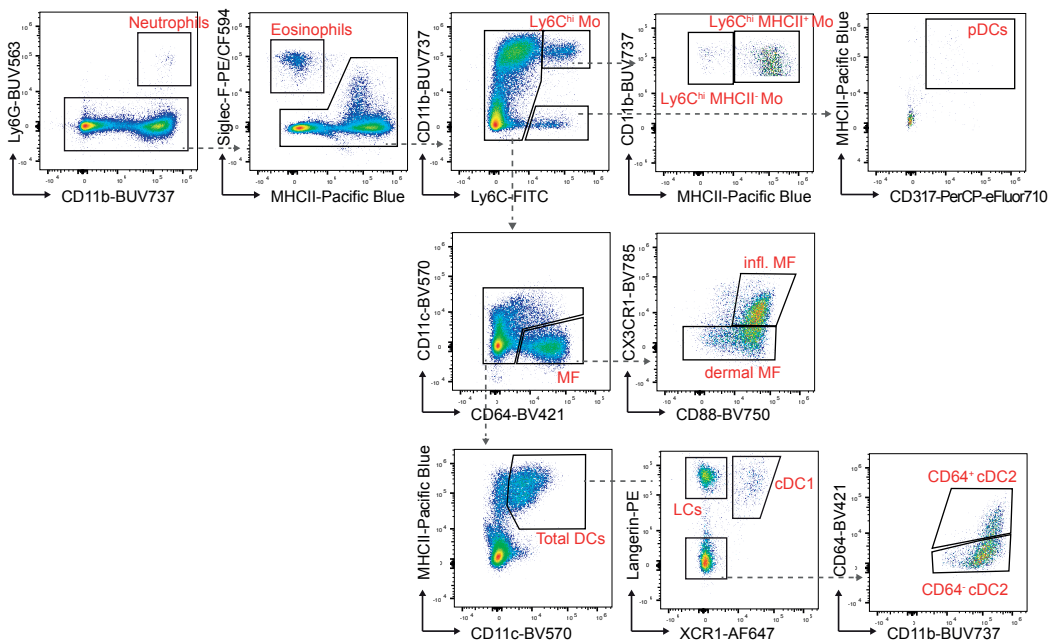 Neutrophils
Ly6G-BUV563
CD11b-BUV737
Eosinophils
Siglec-F-PE/CF594
MHCII-Pacific Blue
Ly6Chi Mo
CD11b-BUV737
Ly6C-FITC
Ly6Chi MHCII+ Mo
CD11b-BUV737
Ly6Chi MHCII- Mo
MHCII-Pacific Blue
pDCs
MHCII-Pacific Blue
CD317-PerCP-eFluor710
CD11c-BV570
MF
CD64-BV421
infl. MF
CX3CR1-BV785
dermal MF
CD88-BV750
MHCII-Pacific Blue
Total DCs
CD11c-BV570
cDC1
LCs
Langerin-PE
XCR1-AF647
CD64+ cDC2
CD64-BV421
CD64- cDC2
CD11b-BUV737